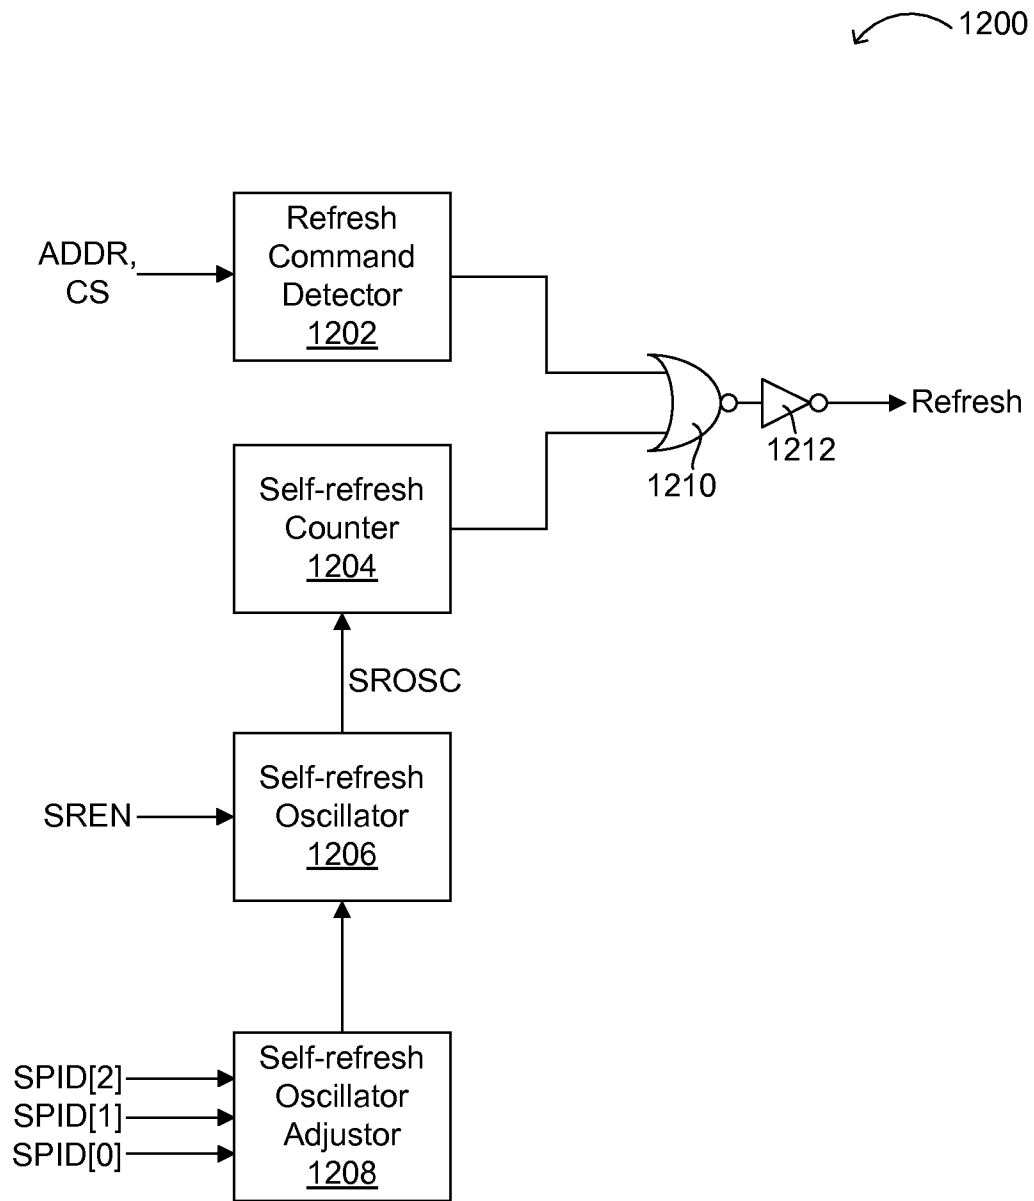 1200
Refresh
Command
Detector
1202
ADDR,
CS
Refresh
1212
1210
Self-refresh
Counter
1204
SROSC
Self-refresh
Oscillator
1206
SREN
Self-refresh
Oscillator
Adjustor
1208
SPID[2]
SPID[1]
SPID[0]